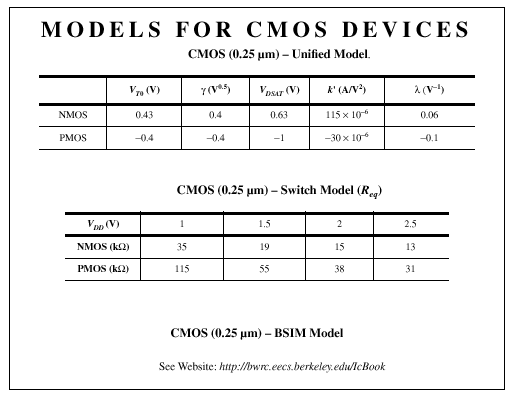 MODELS FOR CMOS DEVICES
CMOS (0.25 µm) – Unified Model.
V_T0 (V) γ (V^0.5) V_DSAT (V) k' (A/V^2) λ (V^−1)
NMOS 0.43 0.4 0.63 115 × 10^−6 0.06
PMOS −0.4 −0.4 −1 −30 × 10^−6 −0.1
CMOS (0.25 µm) – Switch Model (R_eq)
V_DD (V) 1 1.5 2 2.5
NMOS (kΩ) 35 19 15 13
PMOS (kΩ) 115 55 38 31
CMOS (0.25 µm) – BSIM Model
See Website: http://bwrc.eecs.berkeley.edu/IcBook